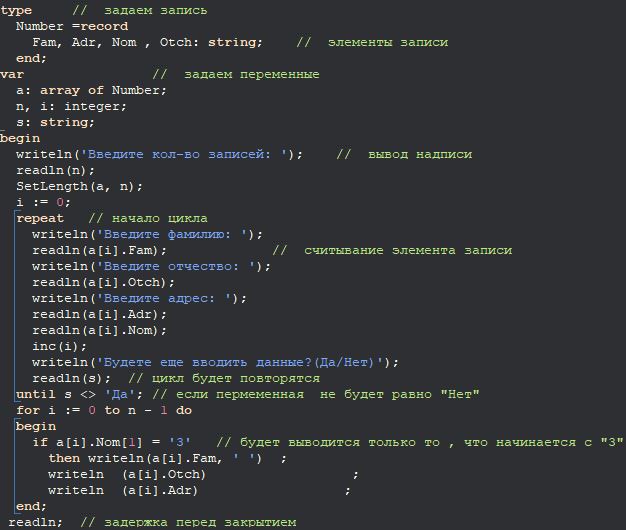 type // задаем запись
Number =record
Fam, Adr, Nom , Otch: string; // элементы записи
end;
var // задаем переменные
a: array of Number;
n, i: integer;
s: string;
begin
writeln('Введите кол-во записей: '); // вывод надписи
readln(n);
SetLength(a, n);
i := 0;
repeat // начало цикла
writeln('Введите фамилию: ');
readln(a[i].Fam); // считывание элемента записи
writeln('Введите отчество: ');
readln(a[i].Otch);
writeln('Введите адрес: ');
readln(a[i].Adr);
readln(a[i].Nom);
inc(i);
writeln('Будете еще вводить данные?(Да/Нет)');
readln(s); // цикл будет повторятся
until s <> 'Да'; // если перменная не будет равно "Нет"
for i := 0 to n - 1 do
begin
if a[i].Nom[1] = '3' // будет выводится только то , что начинается с "3"
then writeln(a[i].Fam, ' ') ;
writeln (a[i].Otch) ;
writeln (a[i].Adr) ;
end;
readln; // задержка перед закрытием